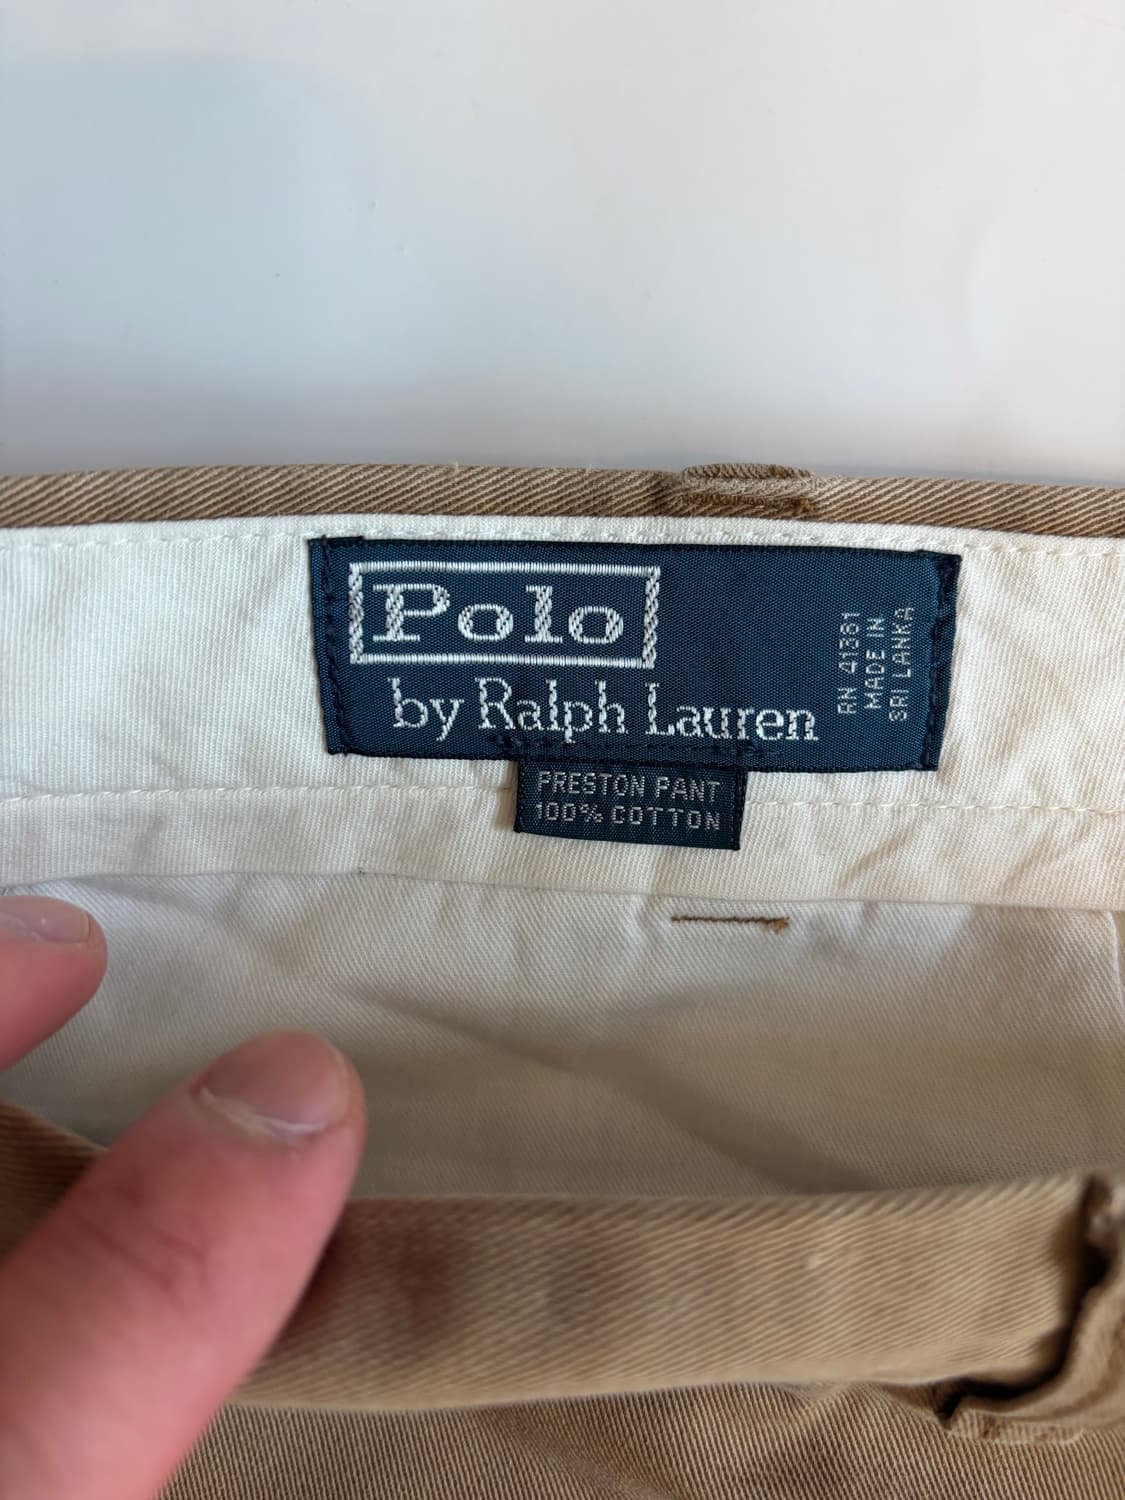 Polo
by Ralph Lauren
RN 41381
MADE IN
SRI LANKA
PRESTON PANT
100% COTTON